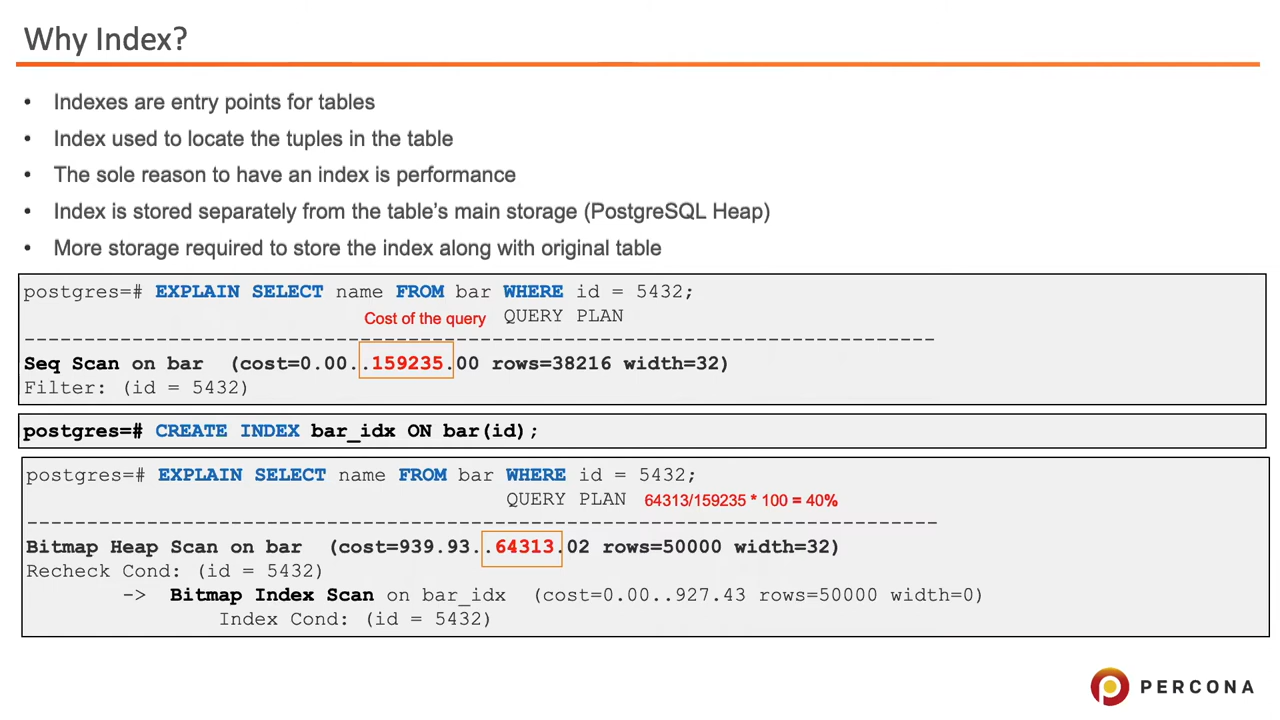 Why Index?
• Indexes are entry points for tables
• Index used to locate the tuples in the table
• The sole reason to have an index is performance
• Index is stored separately from the table’s main storage (PostgreSQL Heap)
• More storage required to store the index along with original table
postgres=# EXPLAIN SELECT name FROM bar WHERE id = 5432;
Cost of the query QUERY PLAN
----------------------------------------------------------------------------
Seq Scan on bar (cost=0.00..159235.00 rows=38216 width=32)
Filter: (id = 5432)
postgres=# CREATE INDEX bar_idx ON bar(id);
postgres=# EXPLAIN SELECT name FROM bar WHERE id = 5432;
QUERY PLAN 64313/159235 * 100 = 40%
----------------------------------------------------------------------------
Bitmap Heap Scan on bar (cost=939.93..64313.02 rows=50000 width=32)
Recheck Cond: (id = 5432)
-> Bitmap Index Scan on bar_idx (cost=0.00..927.43 rows=50000 width=0)
Index Cond: (id = 5432)
PERCONA